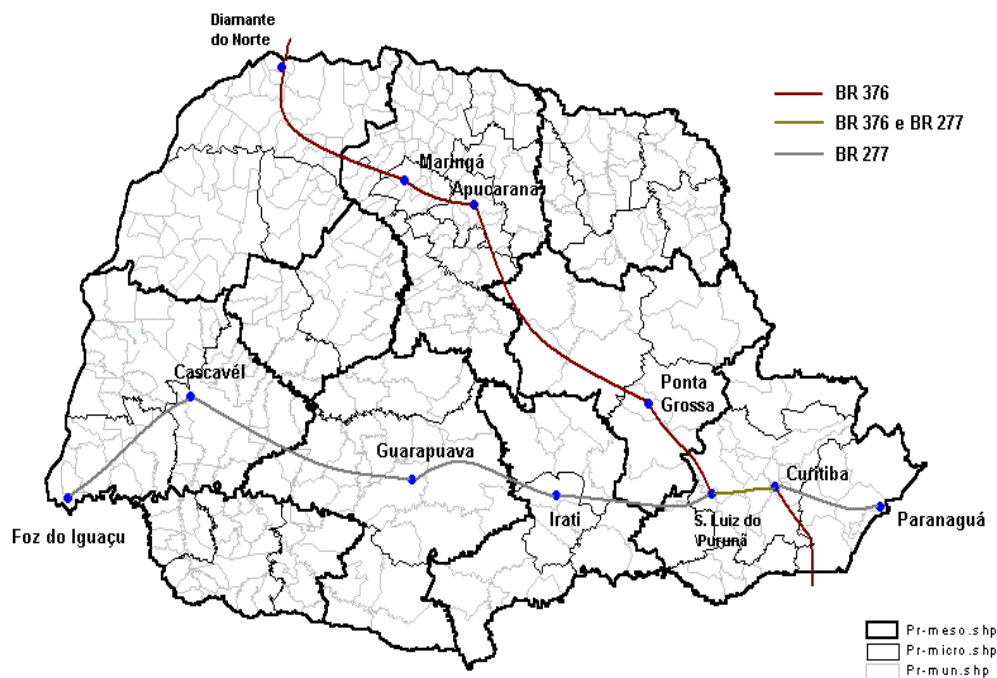 Diamante
do Norte
BR 376
BR 376 e BR 277
BR 277
Maringá
Apucarana
Cascavél
Ponta
Grossa
Guarapuava
Curitiba
Foz do Iguaçu
Irati
S. Luiz do
Purunã
Paranaguá
Pr-meso.shp
Pr-micro.shp
Pr-mun.shp